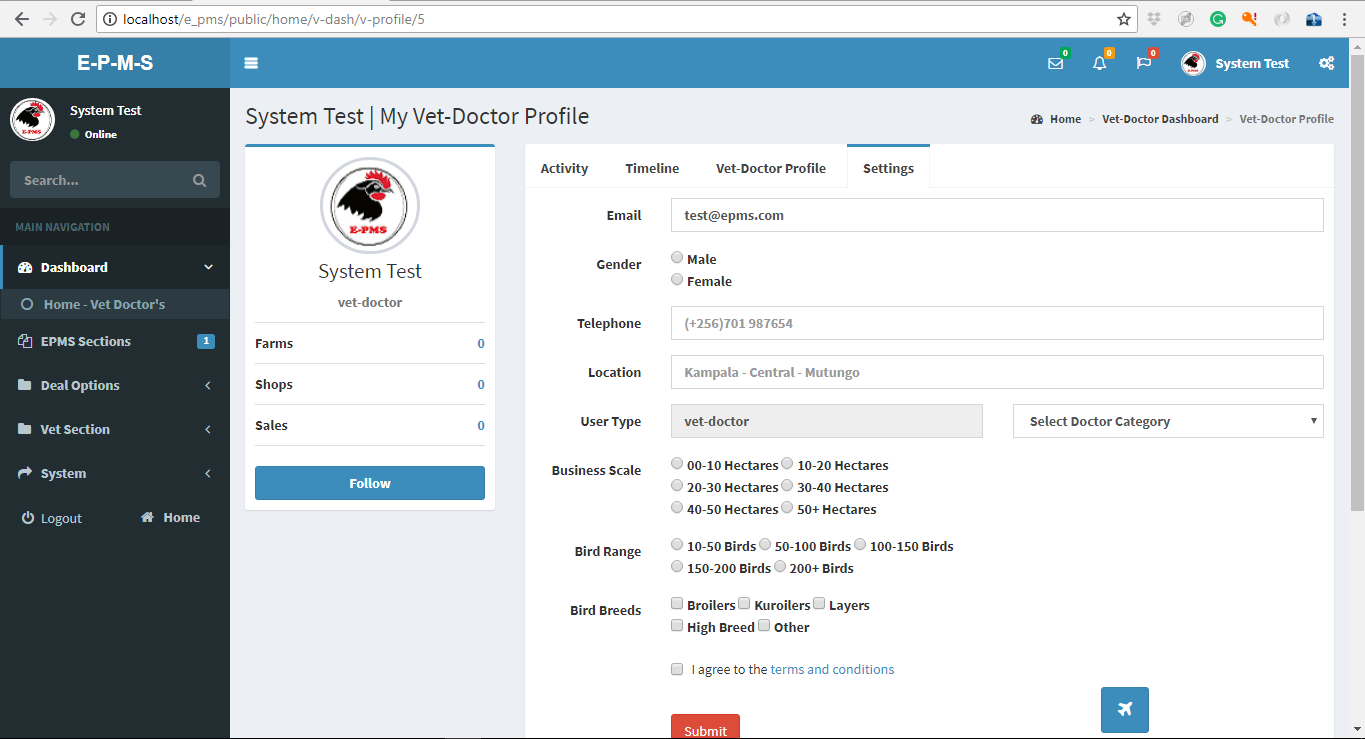 localhost/e_pms/public/home/v-dash/v-profile/5
E-P-M-S
0
0
0
System Test
System Test
Online
E-PMS
Search...
MAIN NAVIGATION
Dashboard
Home - Vet Doctor's
EPMS Sections
1
Deal Options
Vet Section
System
Logout
Home
System Test | My Vet-Doctor Profile
Home > Vet-Doctor Dashboard > Vet-Doctor Profile
E-PMS
System Test
vet-doctor
Farms 0
Shops 0
Sales 0
Follow
Activity Timeline Vet-Doctor Profile Settings
Email test@epms.com
Gender Male
Female
Telephone (+256)701 987654
Location Kampala - Central - Mutungo
User Type vet-doctor Select Doctor Category
Business Scale 00-10 Hectares 10-20 Hectares
20-30 Hectares 30-40 Hectares
40-50 Hectares 50+ Hectares
Bird Range 10-50 Birds 50-100 Birds 100-150 Birds
150-200 Birds 200+ Birds
Bird Breeds Broilers Kuroilers Layers
High Breed Other
I agree to the terms and conditions
Submit